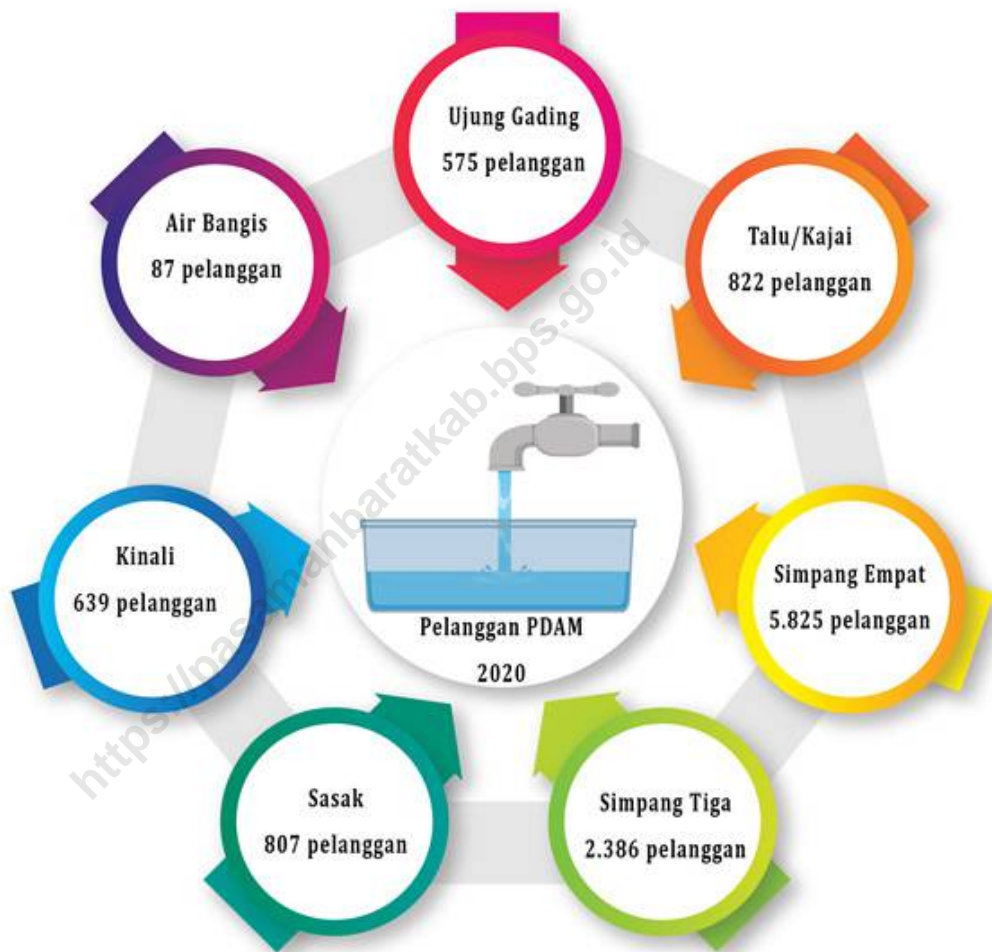 Ujung Gading
575 pelanggan
Talu/Kajai
822 pelanggan
Simpang Empat
5.825 pelanggan
Simpang Tiga
2.386 pelanggan
Sasak
807 pelanggan
Kinali
639 pelanggan
Air Bangis
87 pelanggan
Pelanggan PDAM
2020
https://pasamanbaratkab.bps.go.id